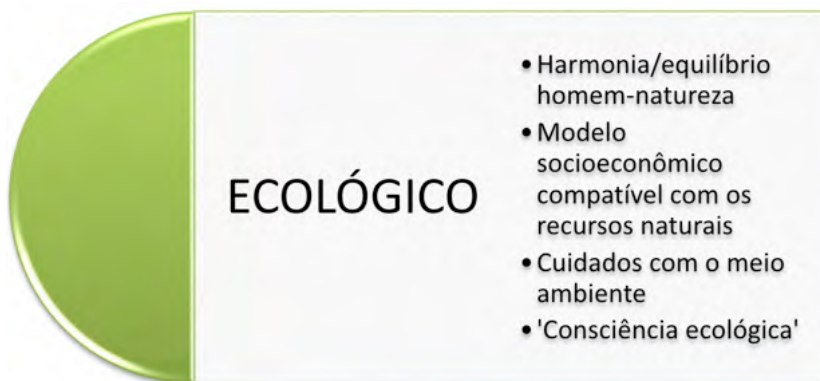 ECOLÓGICO
•Harmonia/equilíbrio
homem-natureza
•Modelo
socioeconômico
compatível com os
recursos naturais
•Cuidados com o meio
ambiente
•'Consciência ecológica'